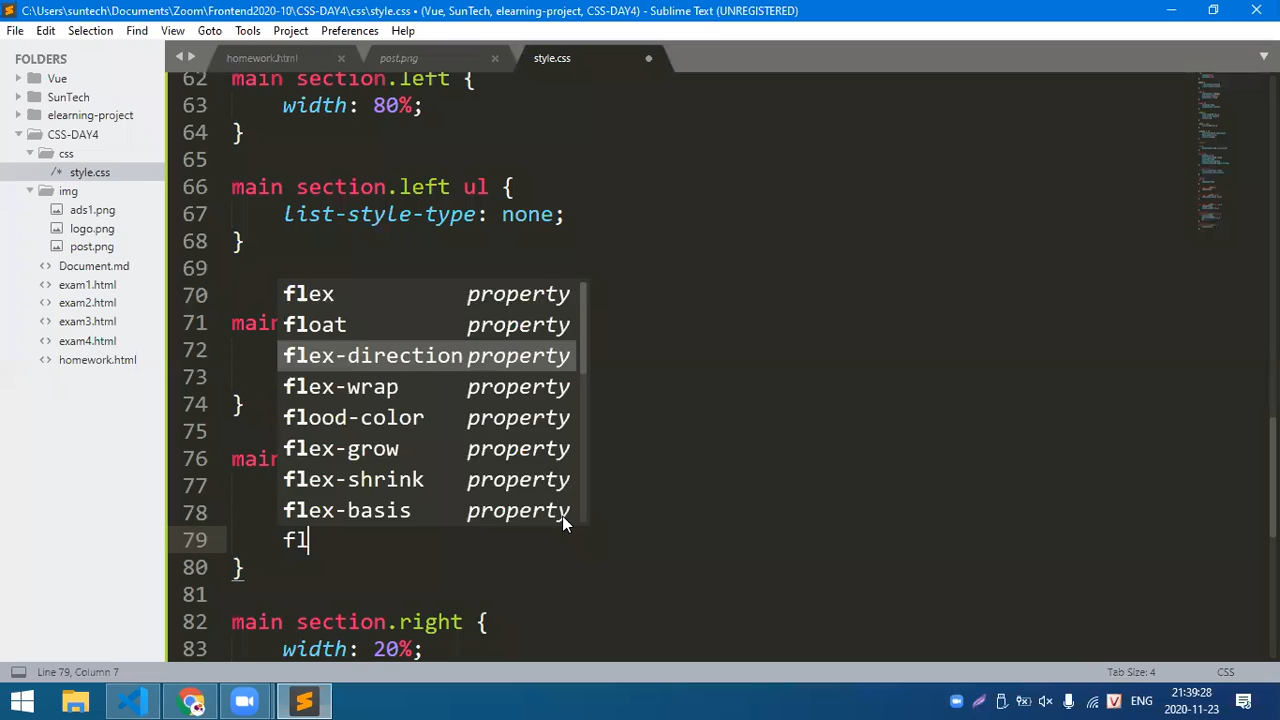 C:\Users\suntech\Documents\Zoom\Frontend2020-10\CSS-DAY4\css\style.css • (Vue, SunTech, elearning-project, CSS-DAY4) - Sublime Text (UNREGISTERED)
File Edit Selection Find View Goto Tools Project Preferences Help
FOLDERS
Vue
SunTech
elearning-project
CSS-DAY4
css
/* style.css
img
ads1.png
logo.png
post.png
<> Document.md
<> exam1.html
<> exam2.html
<> exam3.html
<> exam4.html
<> homework.html
homework.html × post.png × style.css
62 main section.left {
63 width: 80%;
64 }
65
66 main section.left ul {
67 list-style-type: none;
68 }
69
70
71 main
72
73
74 }
75
76 main
77
78
79 fl
80 }
81
82 main section.right {
83 width: 20%;
flex property
float property
flex-direction property
flex-wrap property
flood-color property
flex-grow property
flex-shrink property
flex-basis property
Line 79, Column 7 Tab Size: 4 CSS
V ENG 21:39:28
2020-11-23